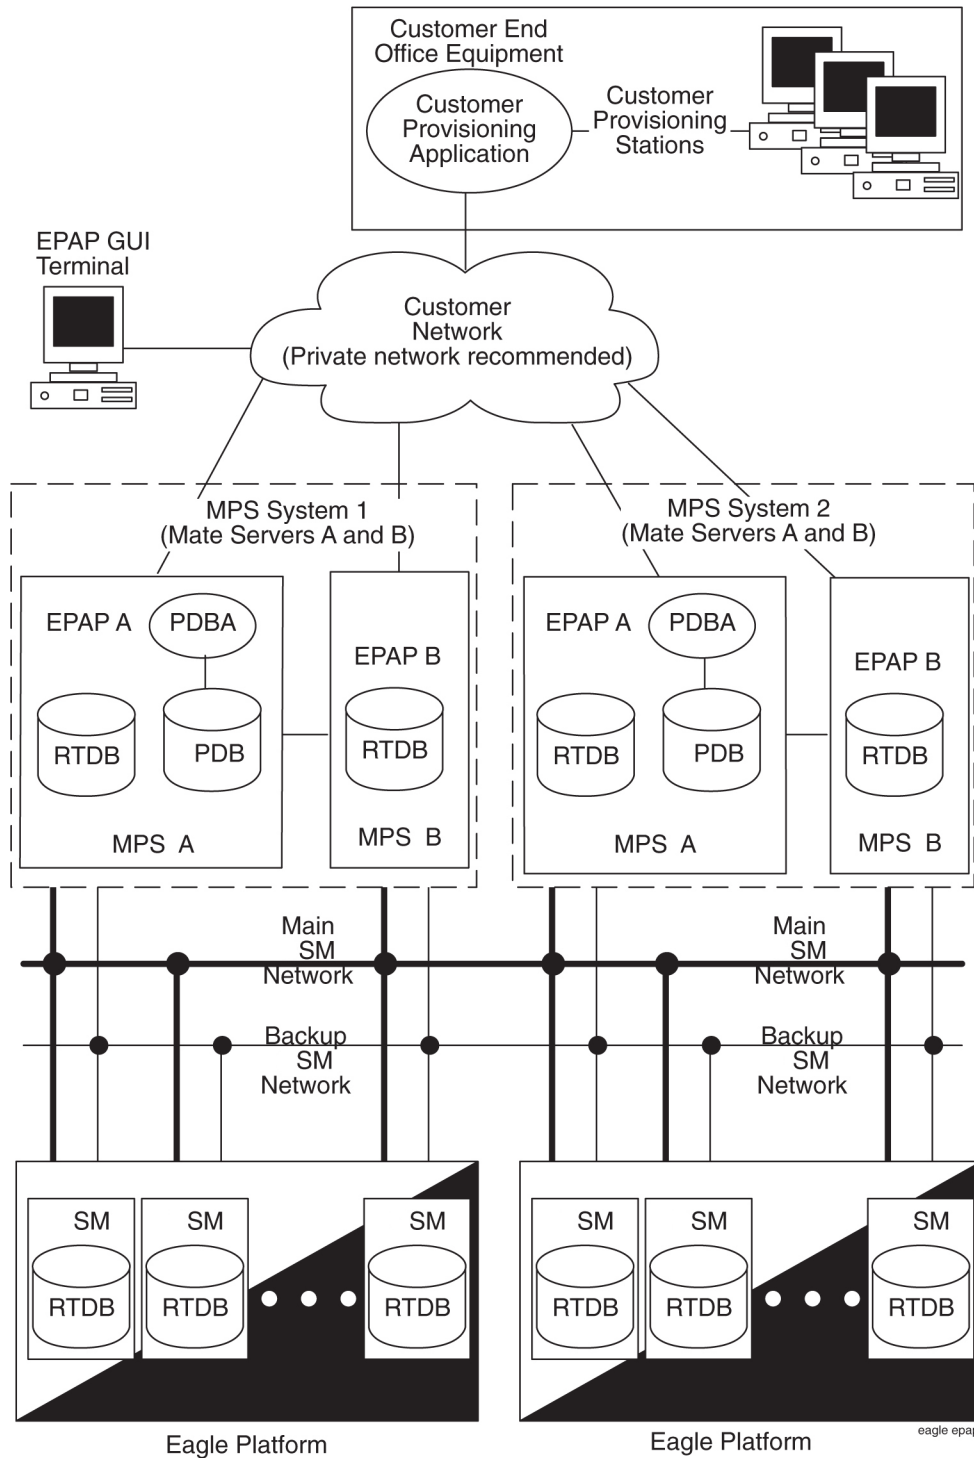 Customer End
Office Equipment
Customer
Provisioning
Application
Customer
Provisioning
Stations
EPAP GUI
Terminal
Customer
Network
(Private network recommended)
MPS System 1
(Mate Servers A and B)
MPS System 2
(Mate Servers A and B)
EPAP A
PDBA
EPAP B
RTDB
PDB
RTDB
MPS A
MPS B
EPAP A
PDBA
EPAP B
RTDB
PDB
RTDB
MPS A
MPS B
Main
SM
Network
Main
SM
Network
Backup
SM
Network
Backup
SM
Network
SM
SM
SM
RTDB
RTDB
RTDB
SM
SM
SM
RTDB
RTDB
RTDB
Eagle Platform
Eagle Platform
eagle epap